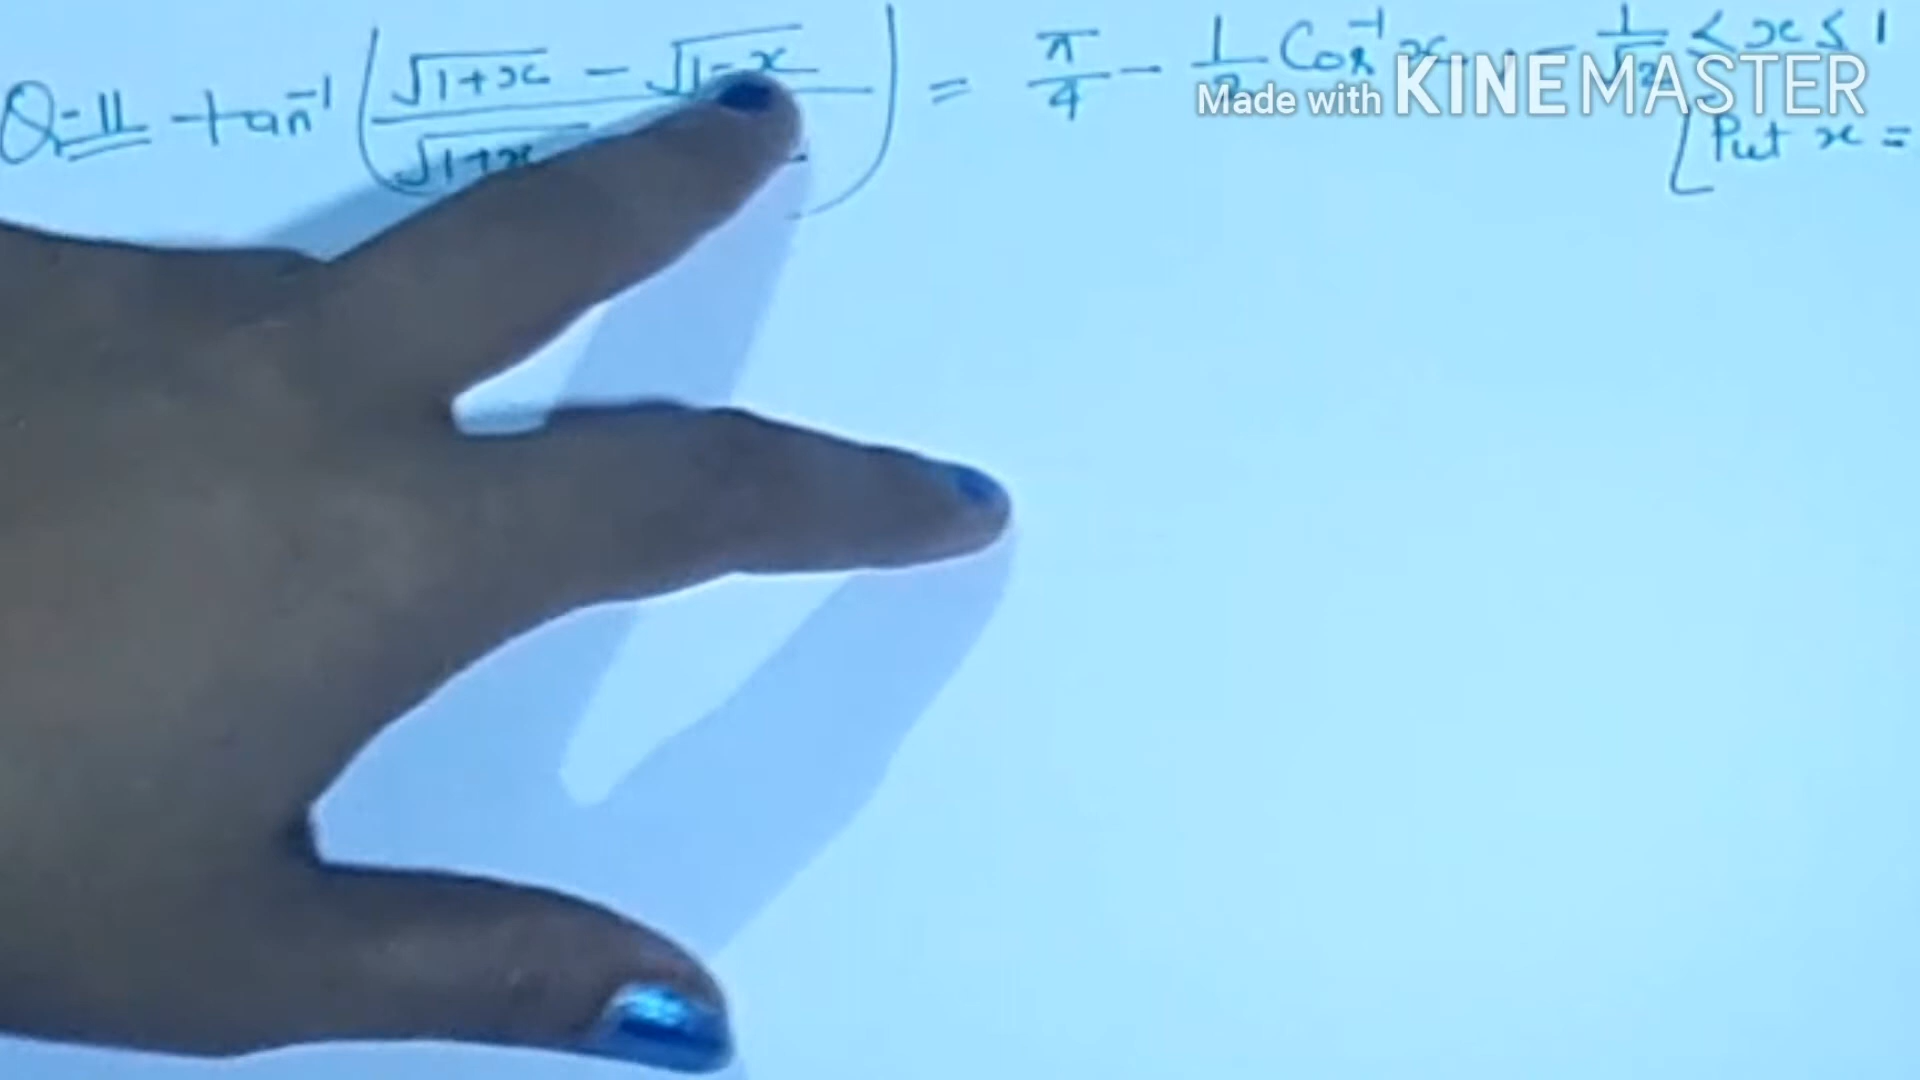 Q-11 tan⁻¹ (√1+x - √1-x / √1+x) = π/4 - 1/2 Cos⁻¹x, -1/√2 ≤ x ≤ 1
[Put x =
Made with KINEMASTER